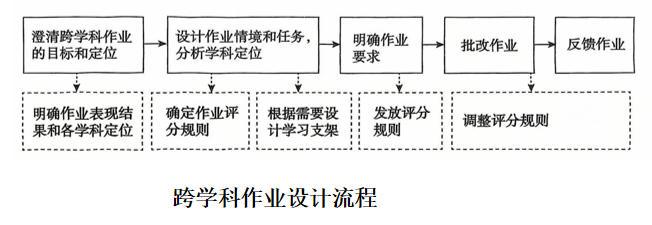 澄清跨学科作业
的目标和定位
设计作业情境和任务，
分析学科定位
明确作业
要求
批改作业
反馈作业
明确作业表现结
果和各学科定位
确定作业评
分规则
根据需要设
计学习支架
发放评分
规则
调整评分规则
跨学科作业设计流程